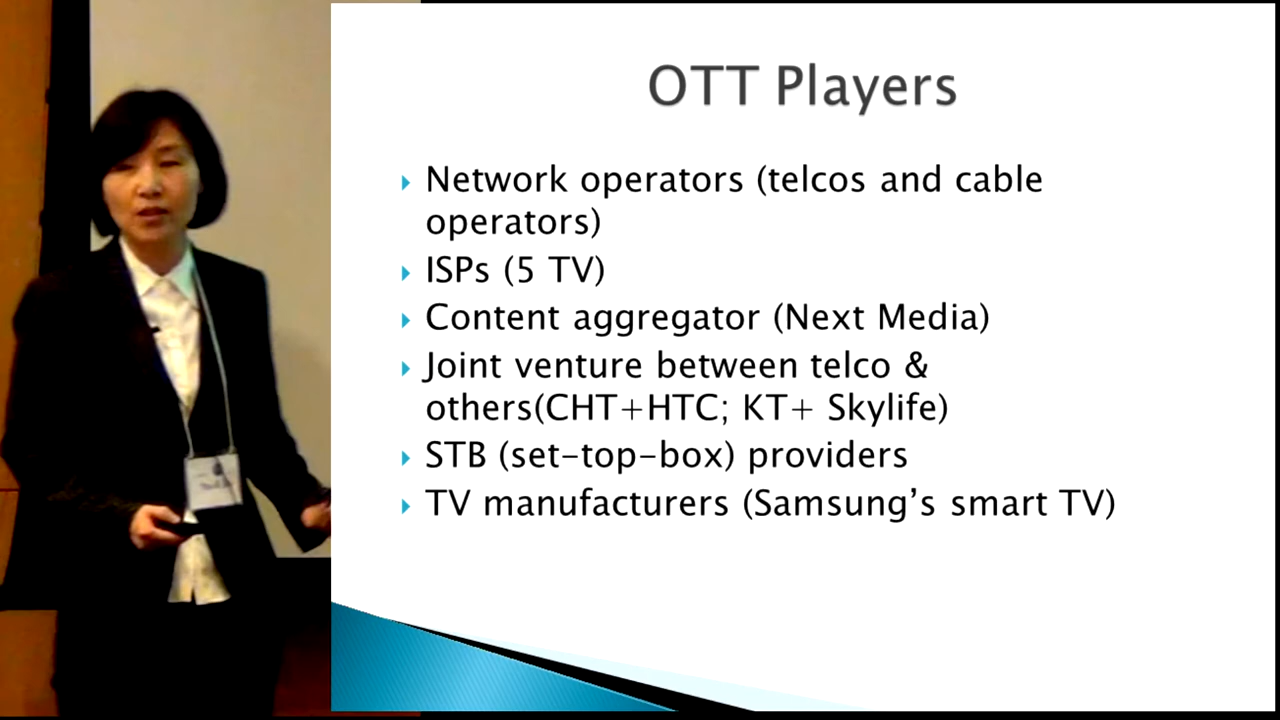 OTT Players
Network operators (telcos and cable
operators)
ISPs (5 TV)
Content aggregator (Next Media)
Joint venture between telco &
others(CHT+HTC; KT+ Skylife)
STB (set-top-box) providers
TV manufacturers (Samsung’s smart TV)